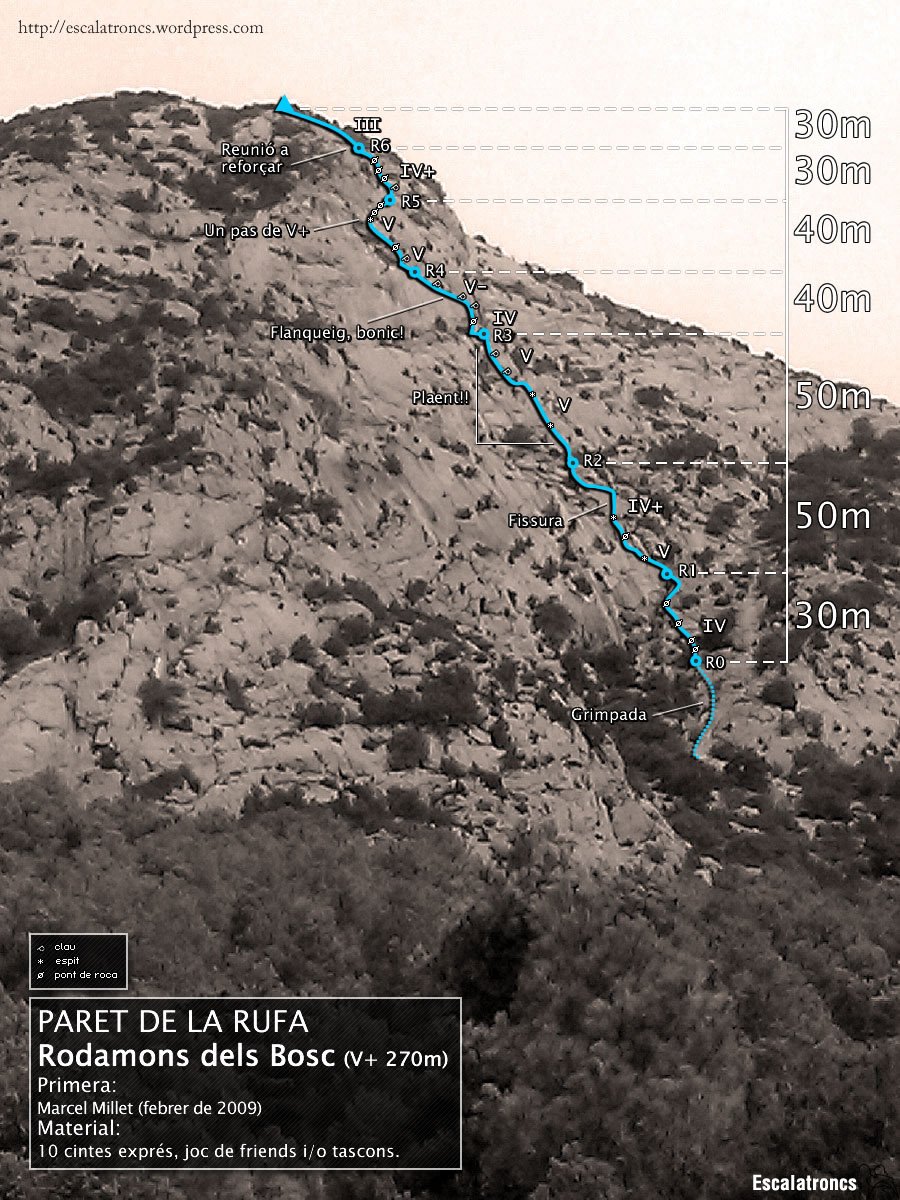 http://escalatroncs.wordpress.com
III
30m
Reunió a
reforçar
R6
30m
IV+
R5
Un pas de V+
V
40m
V
R4
V-
40m
Flanqueig, bonic!
IV
R3
V
Plaent!!
V
50m
R2
Fissura
IV+
50m
V
R1
IV
30m
R0
Grimpada
clau
* espit
ø pont de roca
PARET DE LA RUFA
Rodamons dels Bosc (V+ 270m)
Primera:
Marcel Millet (febrer de 2009)
Material:
10 cintes exprés, joc de friends i/o tascons.
Escalatroncs